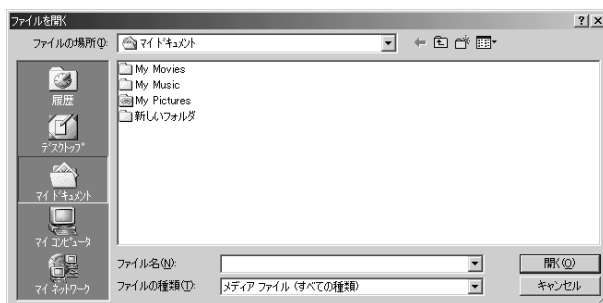 ファイルを開く
ファイルの場所(I):
マイ ドキュメント
履歴
デスクトップ
マイ ドキュメント
マイ コンピュータ
マイ ネットワーク
My Movies
My Music
My Pictures
新しいフォルダ
ファイル名(N):
開く(O)
ファイルの種類(T):
メディア ファイル (すべての種類)
キャンセル